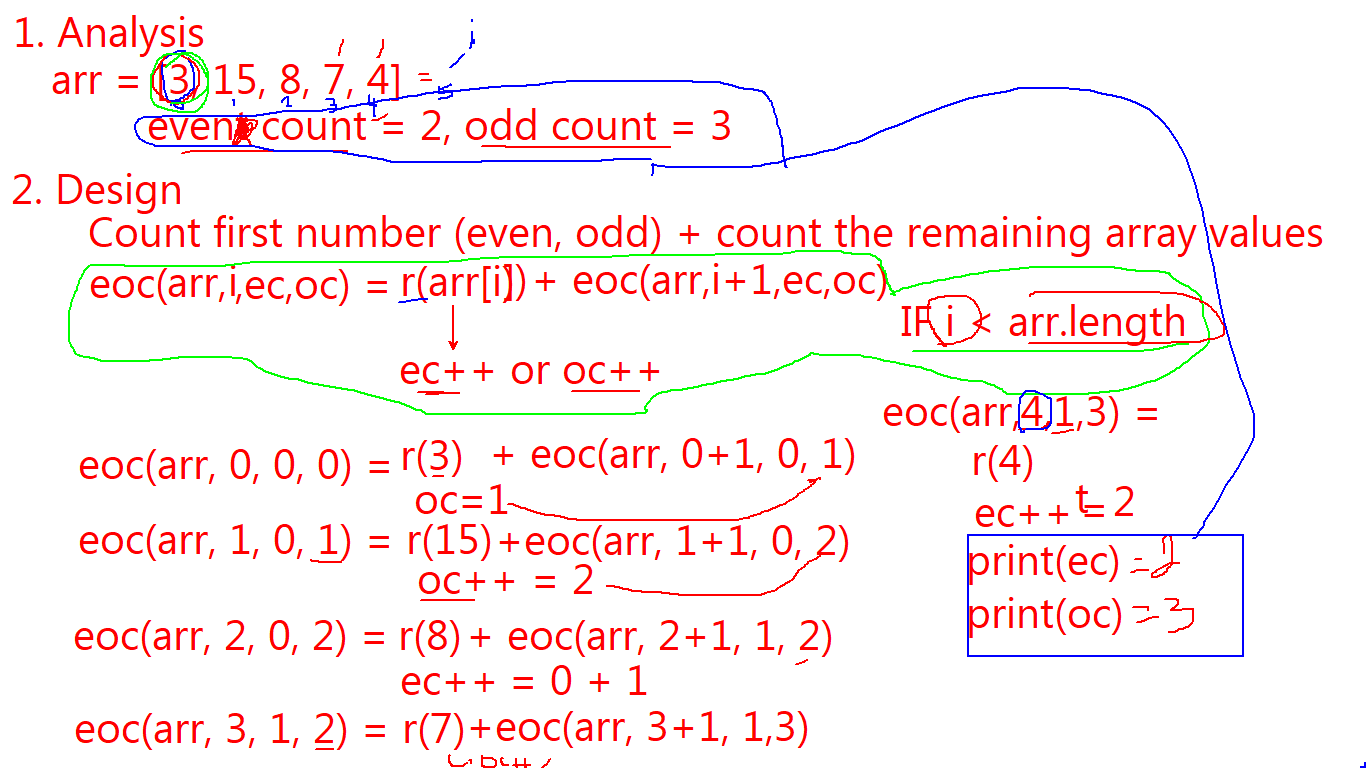 1. Analysis
arr = [3, 15, 8, 7, 4] = 5
i
1 2 3 4
even count = 2, odd count = 3
2. Design
Count first number (even, odd) + count the remaining array values
eoc(arr,i,ec,oc) = r(arr[i]) + eoc(arr,i+1,ec,oc)
IF i < arr.length
ec++ or oc++
eoc(arr, 0, 0, 0) = r(3) + eoc(arr, 0+1, 0, 1)
oc=1
eoc(arr, 1, 0, 1) = r(15)+eoc(arr, 1+1, 0, 2)
oc++ = 2
eoc(arr, 2, 0, 2) = r(8)+ eoc(arr, 2+1, 1, 2)
ec++ = 0 + 1
eoc(arr, 3, 1, 2) = r(7)+eoc(arr, 3+1, 1,3)
eoc(arr,4,1,3) =
r(4)
ec++ = 2
t
print(ec) = 2
print(oc) = 3